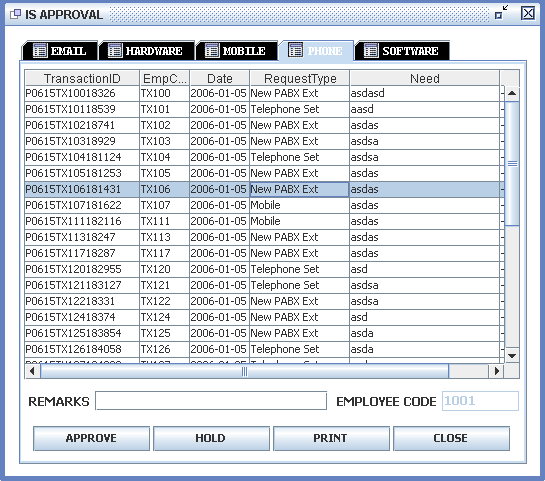 IS APPROVAL
EMAIL HARDWARE MOBILE PHONE SOFTWARE
TransactionID EmpC... Date RequestType Need
P0615TX10018326 TX100 2006-01-05 New PABX Ext asdasd
P0615TX10118539 TX101 2006-01-05 Telephone Set aasd
P0615TX10218741 TX102 2006-01-05 New PABX Ext asdas
P0615TX10318929 TX103 2006-01-05 New PABX Ext asdsa
P0615TX104181124 TX104 2006-01-05 Telephone Set asdsa
P0615TX105181253 TX105 2006-01-05 New PABX Ext asdas
P0615TX106181431 TX106 2006-01-05 New PABX Ext asdas
P0615TX107181622 TX107 2006-01-05 Mobile asdas
P0615TX111182116 TX111 2006-01-05 Mobile asdas
P0615TX11318247 TX113 2006-01-05 New PABX Ext asdas
P0615TX11718287 TX117 2006-01-05 New PABX Ext asdas
P0615TX120182955 TX120 2006-01-05 Telephone Set asd
P0615TX121183127 TX121 2006-01-05 Telephone Set asdsa
P0615TX12218331 TX122 2006-01-05 New PABX Ext asdsa
P0615TX12418374 TX124 2006-01-05 New PABX Ext asd
P0615TX125183854 TX125 2006-01-05 New PABX Ext asda
P0615TX126184058 TX126 2006-01-05 Telephone Set asda
REMARKS EMPLOYEE CODE 1001
APPROVE HOLD PRINT CLOSE